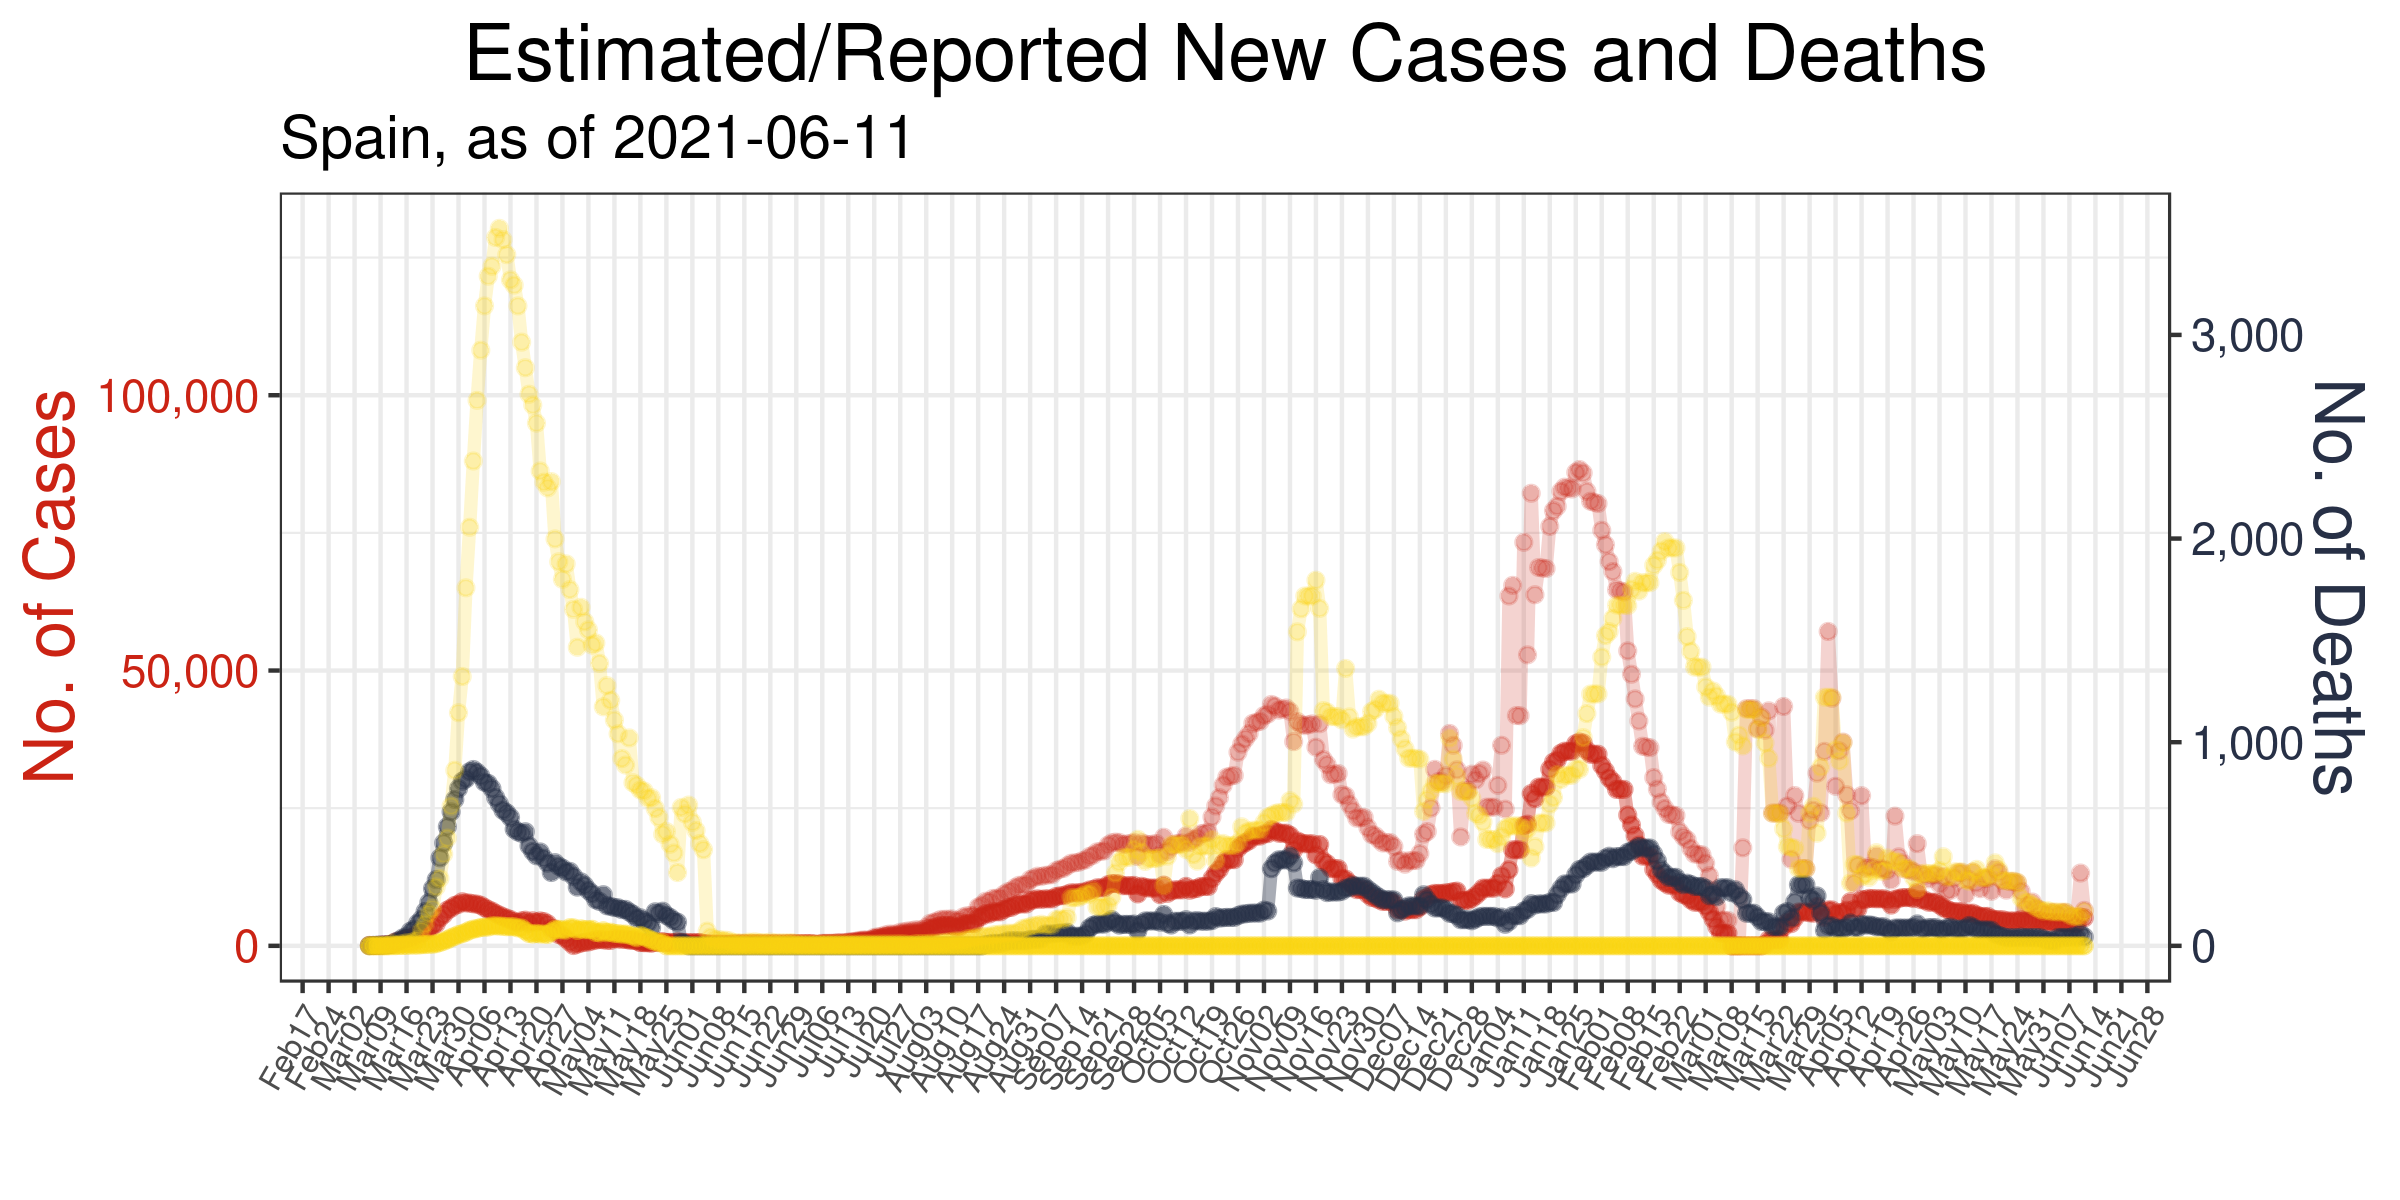 Estimated/Reported New Cases and Deaths
Spain, as of 2021-06-11
No. of Cases
100,000
50,000
0
3,000
2,000
1,000
0
No. of Deaths
Feb17
Feb24
Mar02
Mar09
Mar16
Mar23
Mar30
Apr06
Apr13
Apr20
Apr27
May04
May11
May18
May25
Jun01
Jun08
Jun15
Jun22
Jun29
Jul06
Jul13
Jul20
Jul27
Aug03
Aug10
Aug17
Aug24
Aug31
Sep07
Sep14
Sep21
Sep28
Oct05
Oct12
Oct19
Oct26
Nov02
Nov09
Nov16
Nov23
Nov30
Dec07
Dec14
Dec21
Dec28
Jan04
Jan11
Jan18
Jan25
Feb01
Feb08
Feb15
Feb22
Mar01
Mar08
Mar15
Mar22
Mar29
Apr05
Apr12
Apr19
Apr26
May03
May10
May17
May24
May31
Jun07
Jun14
Jun21
Jun28